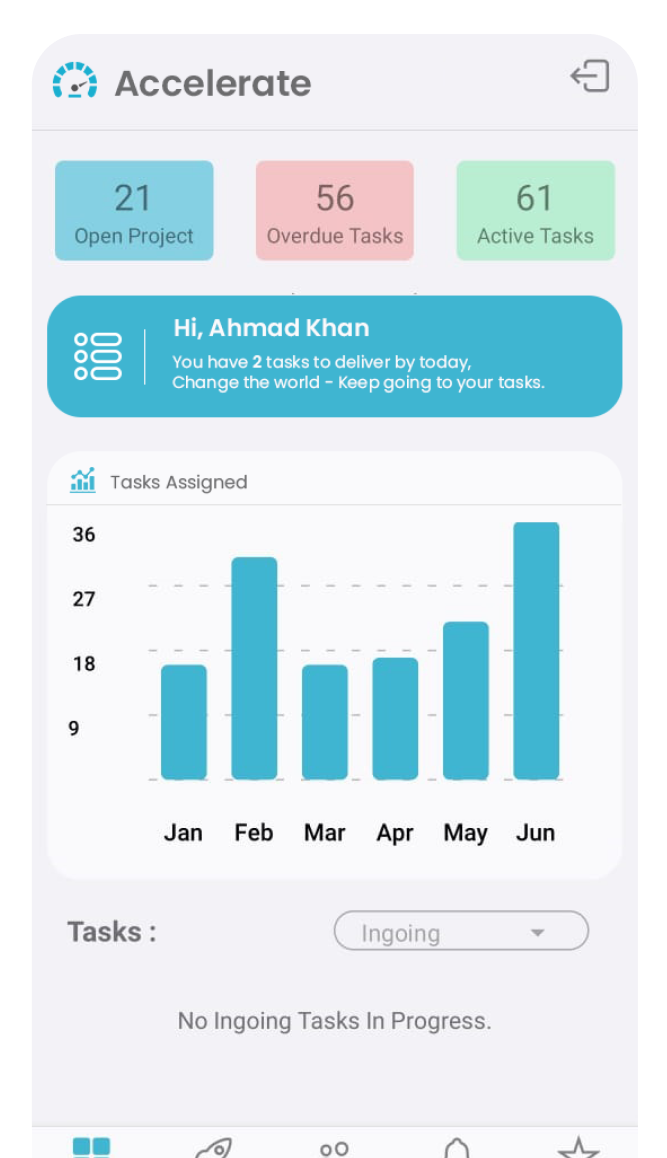 Accelerate
21
Open Project
56
Overdue Tasks
61
Active Tasks
Hi, Ahmad Khan
You have 2 tasks to deliver by today,
Change the world - Keep going to your tasks.
Tasks Assigned
36
27
18
9
Jan Feb Mar Apr May Jun
Tasks :
Ingoing
No Ingoing Tasks In Progress.